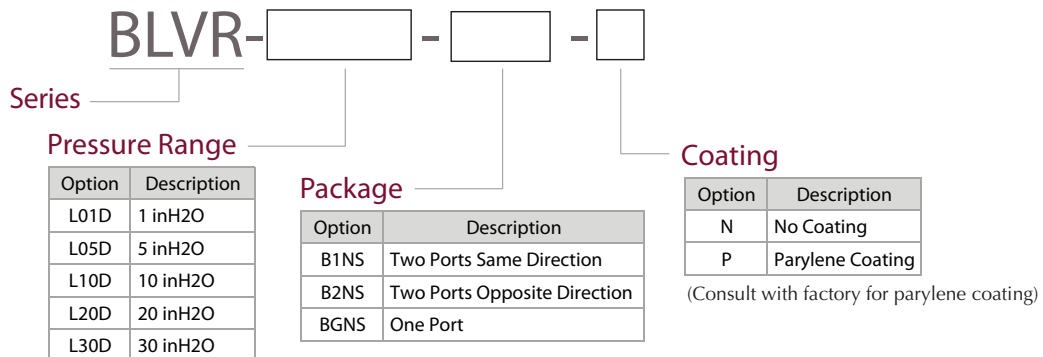 BLVR- - -
Series
Pressure Range
Option Description
L01D 1 inH2O
L05D 5 inH2O
L10D 10 inH2O
L20D 20 inH2O
L30D 30 inH2O
Package
Option Description
B1NS Two Ports Same Direction
B2NS Two Ports Opposite Direction
BGNS One Port
Coating
Option Description
N No Coating
P Parylene Coating
(Consult with factory for parylene coating)